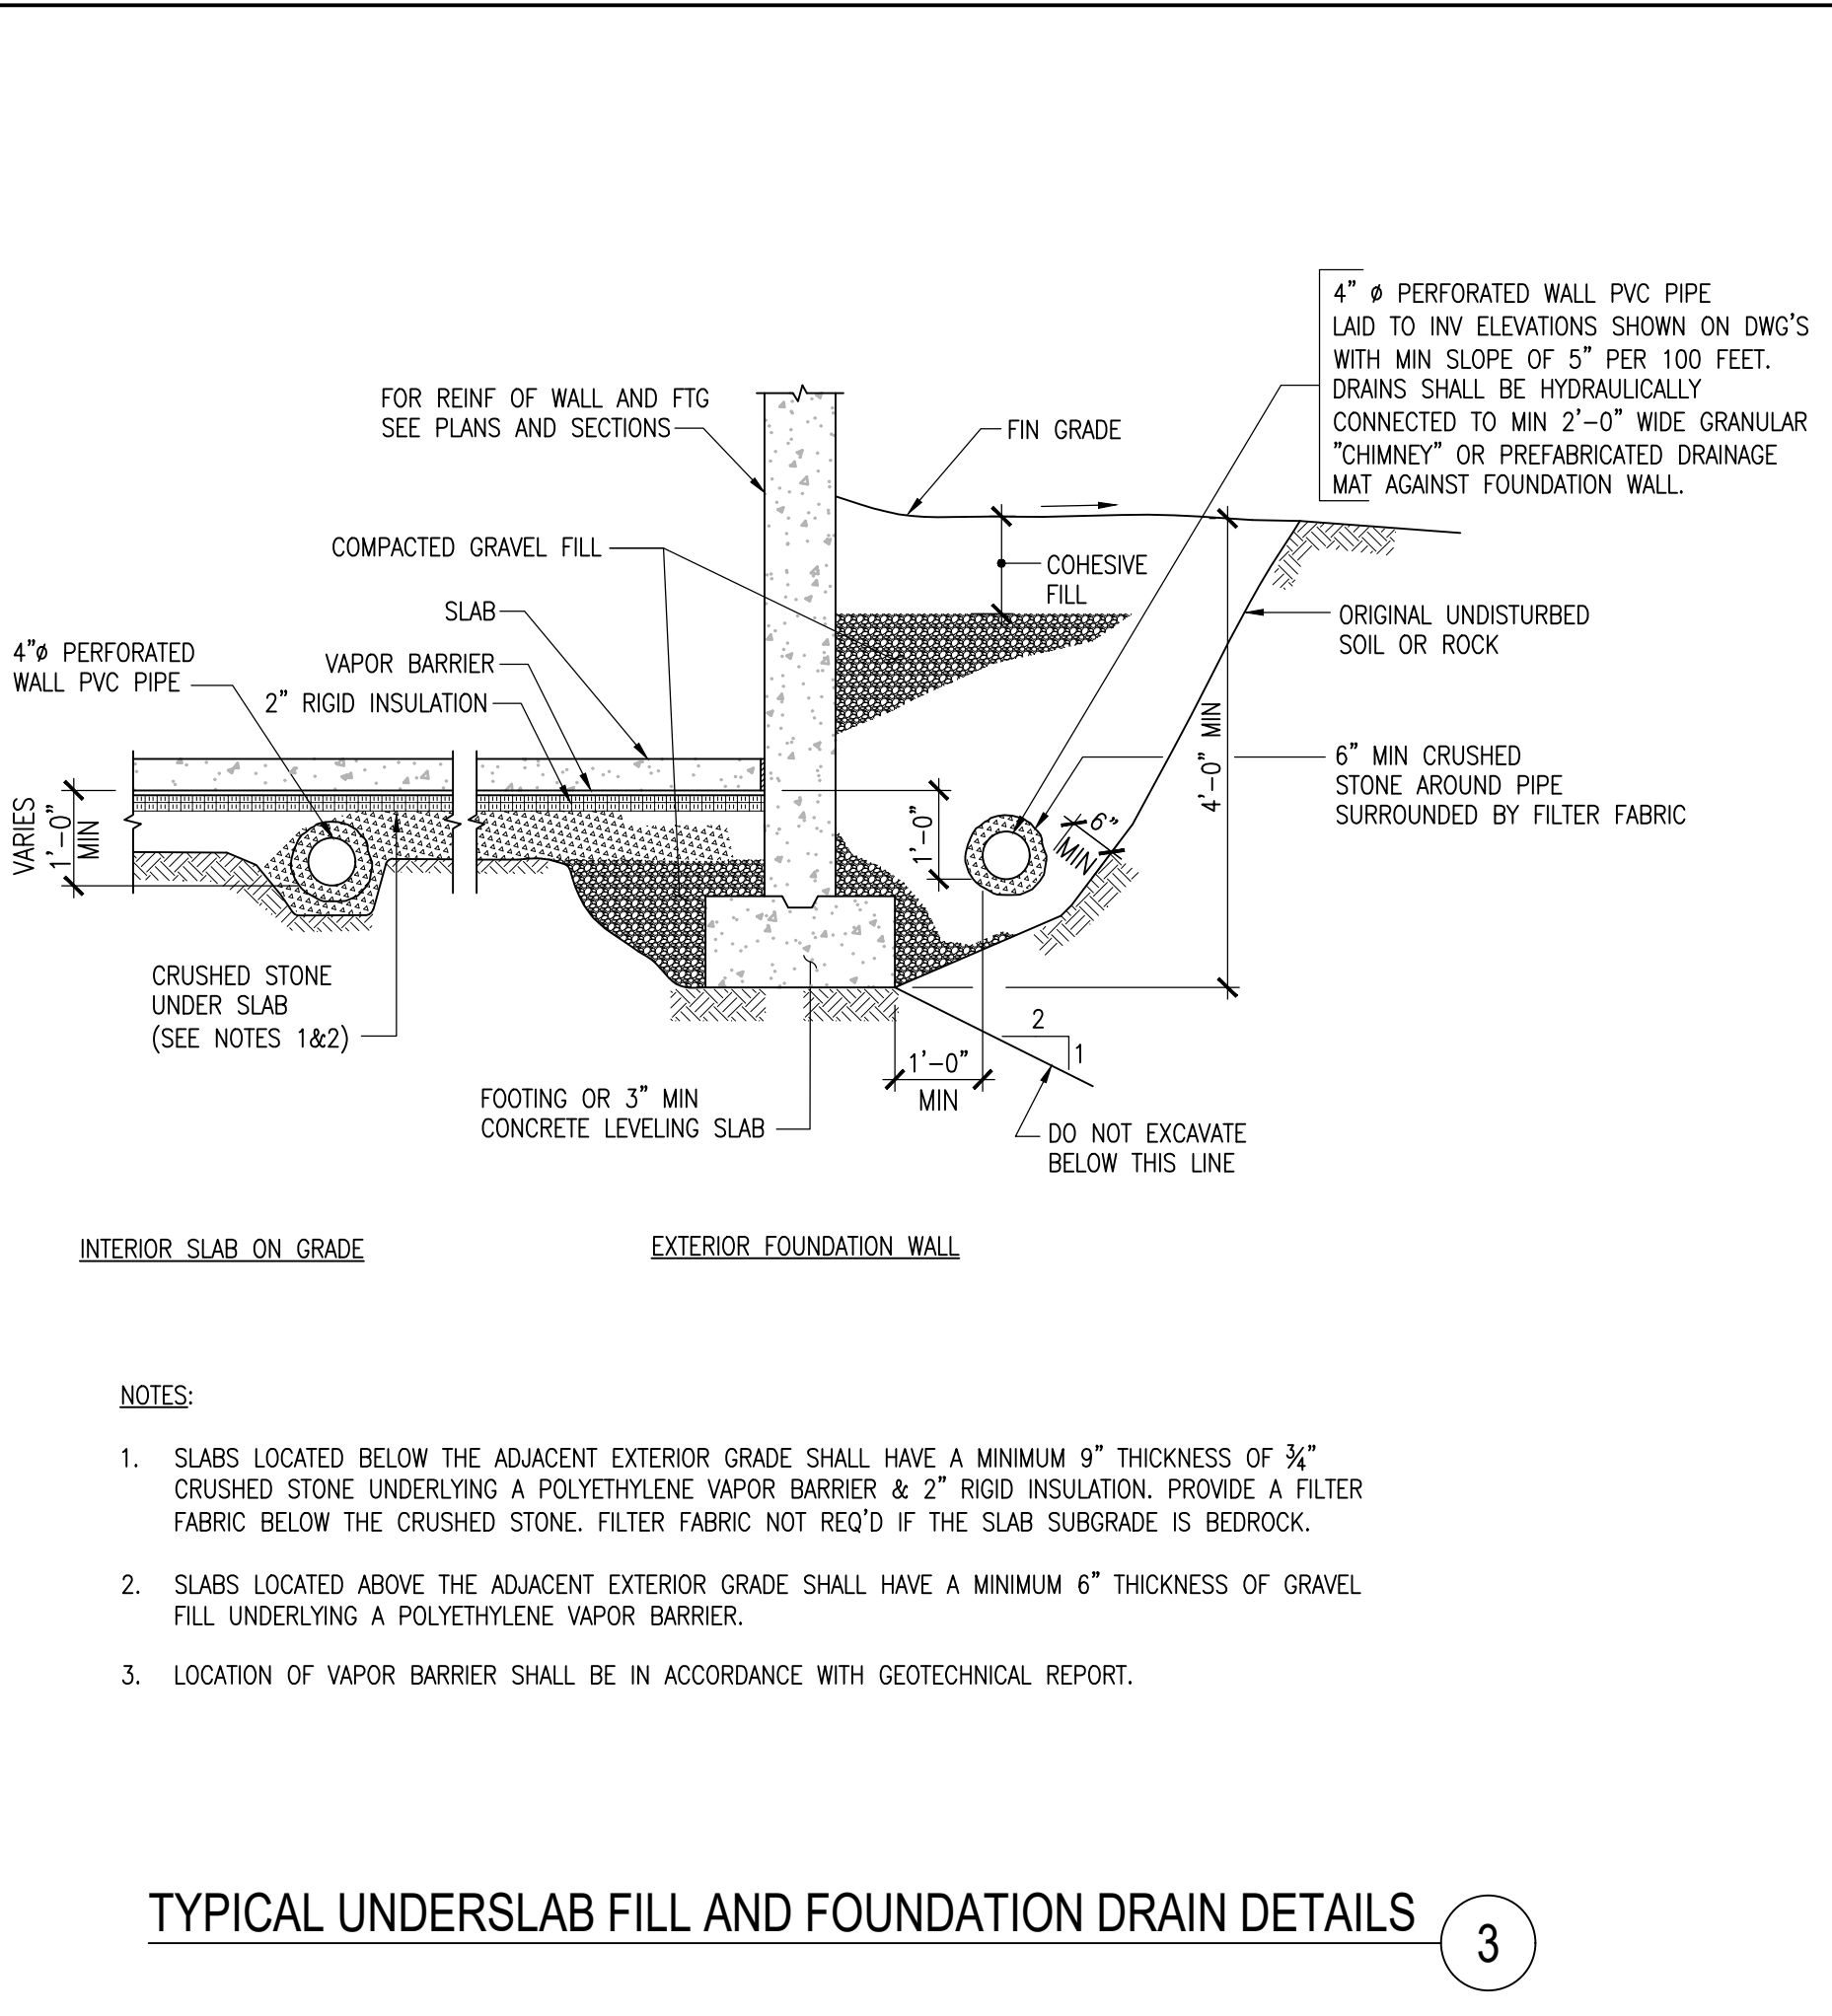 4" ø PERFORATED WALL PVC PIPE
LAID TO INV ELEVATIONS SHOWN ON DWG'S
WITH MIN SLOPE OF 5" PER 100 FEET.
DRAINS SHALL BE HYDRAULICALLY
CONNECTED TO MIN 2'-0" WIDE GRANULAR
"CHIMNEY" OR PREFABRICATED DRAINAGE
MAT AGAINST FOUNDATION WALL.
FOR REINF OF WALL AND FTG
SEE PLANS AND SECTIONS
FIN GRADE
COMPACTED GRAVEL FILL
COHESIVE
FILL
SLAB
ORIGINAL UNDISTURBED
SOIL OR ROCK
4"ø PERFORATED
WALL PVC PIPE
VAPOR BARRIER
2" RIGID INSULATION
4'-0" MIN
6" MIN CRUSHED
STONE AROUND PIPE
SURROUNDED BY FILTER FABRIC
VARIES
1'-0"
MIN
1'-0"
6"
MIN
CRUSHED STONE
UNDER SLAB
(SEE NOTES 1&2)
2
1
1'-0"
MIN
FOOTING OR 3" MIN
CONCRETE LEVELING SLAB
DO NOT EXCAVATE
BELOW THIS LINE
INTERIOR SLAB ON GRADE
EXTERIOR FOUNDATION WALL
NOTES:
1. SLABS LOCATED BELOW THE ADJACENT EXTERIOR GRADE SHALL HAVE A MINIMUM 9" THICKNESS OF ¾"
CRUSHED STONE UNDERLYING A POLYETHYLENE VAPOR BARRIER & 2" RIGID INSULATION. PROVIDE A FILTER
FABRIC BELOW THE CRUSHED STONE. FILTER FABRIC NOT REQ'D IF THE SLAB SUBGRADE IS BEDROCK.
2. SLABS LOCATED ABOVE THE ADJACENT EXTERIOR GRADE SHALL HAVE A MINIMUM 6" THICKNESS OF GRAVEL
FILL UNDERLYING A POLYETHYLENE VAPOR BARRIER.
3. LOCATION OF VAPOR BARRIER SHALL BE IN ACCORDANCE WITH GEOTECHNICAL REPORT.
TYPICAL UNDERSLAB FILL AND FOUNDATION DRAIN DETAILS
3